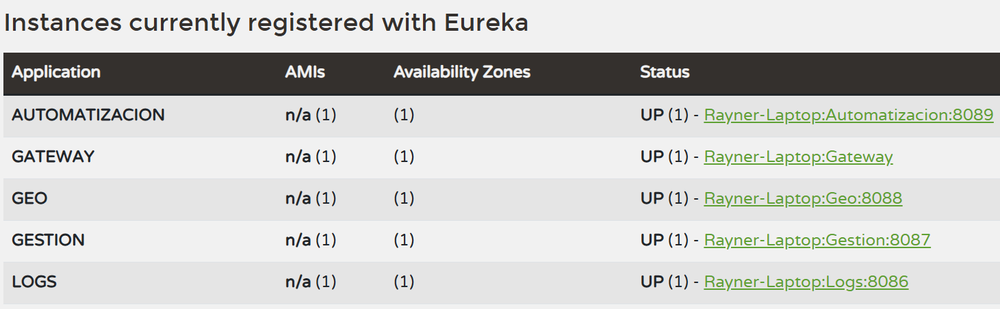 Instances currently registered with Eureka
Application AMIs Availability Zones Status
AUTOMATIZACION n/a (1) (1) UP (1) - Rayner-Laptop:Automatizacion:8089
GATEWAY n/a (1) (1) UP (1) - Rayner-Laptop:Gateway
GEO n/a (1) (1) UP (1) - Rayner-Laptop:Geo:8088
GESTION n/a (1) (1) UP (1) - Rayner-Laptop:Gestion:8087
LOGS n/a (1) (1) UP (1) - Rayner-Laptop:Logs:8086